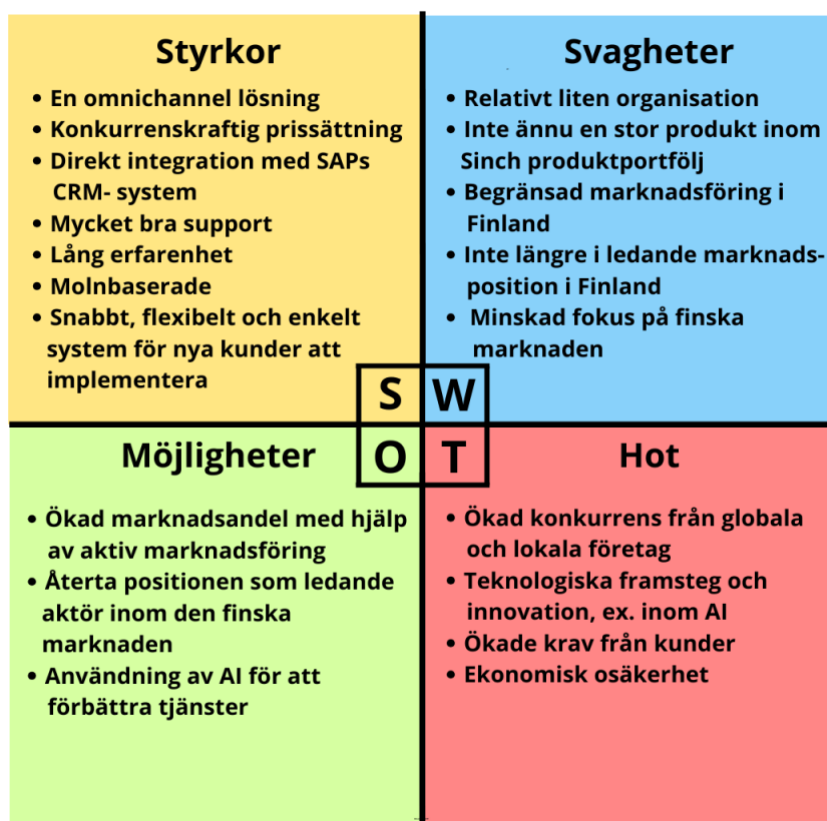 Styrkor
• En omnichannel lösning
• Konkurrenskraftig prissättning
• Direkt integration med SAPs
CRM- system
• Mycket bra support
• Lång erfarenhet
• Molnbaserade
• Snabbt, flexibelt och enkelt
system för nya kunder att
implementera
Svagheter
• Relativt liten organisation
• Inte ännu en stor produkt inom
Sinch produktportfölj
• Begränsad marknadsföring i
Finland
• Inte längre i ledande marknads-
position i Finland
• Minskad fokus på finska
marknaden
S W
O T
Möjligheter
• Ökad marknadsandel med hjälp
av aktiv marknadsföring
• Återta positionen som ledande
aktör inom den finska
marknaden
• Användning av AI för att
förbättra tjänster
Hot
• Ökad konkurrens från globala
och lokala företag
• Teknologiska framsteg och
innovation, ex. inom AI
• Ökade krav från kunder
• Ekonomisk osäkerhet